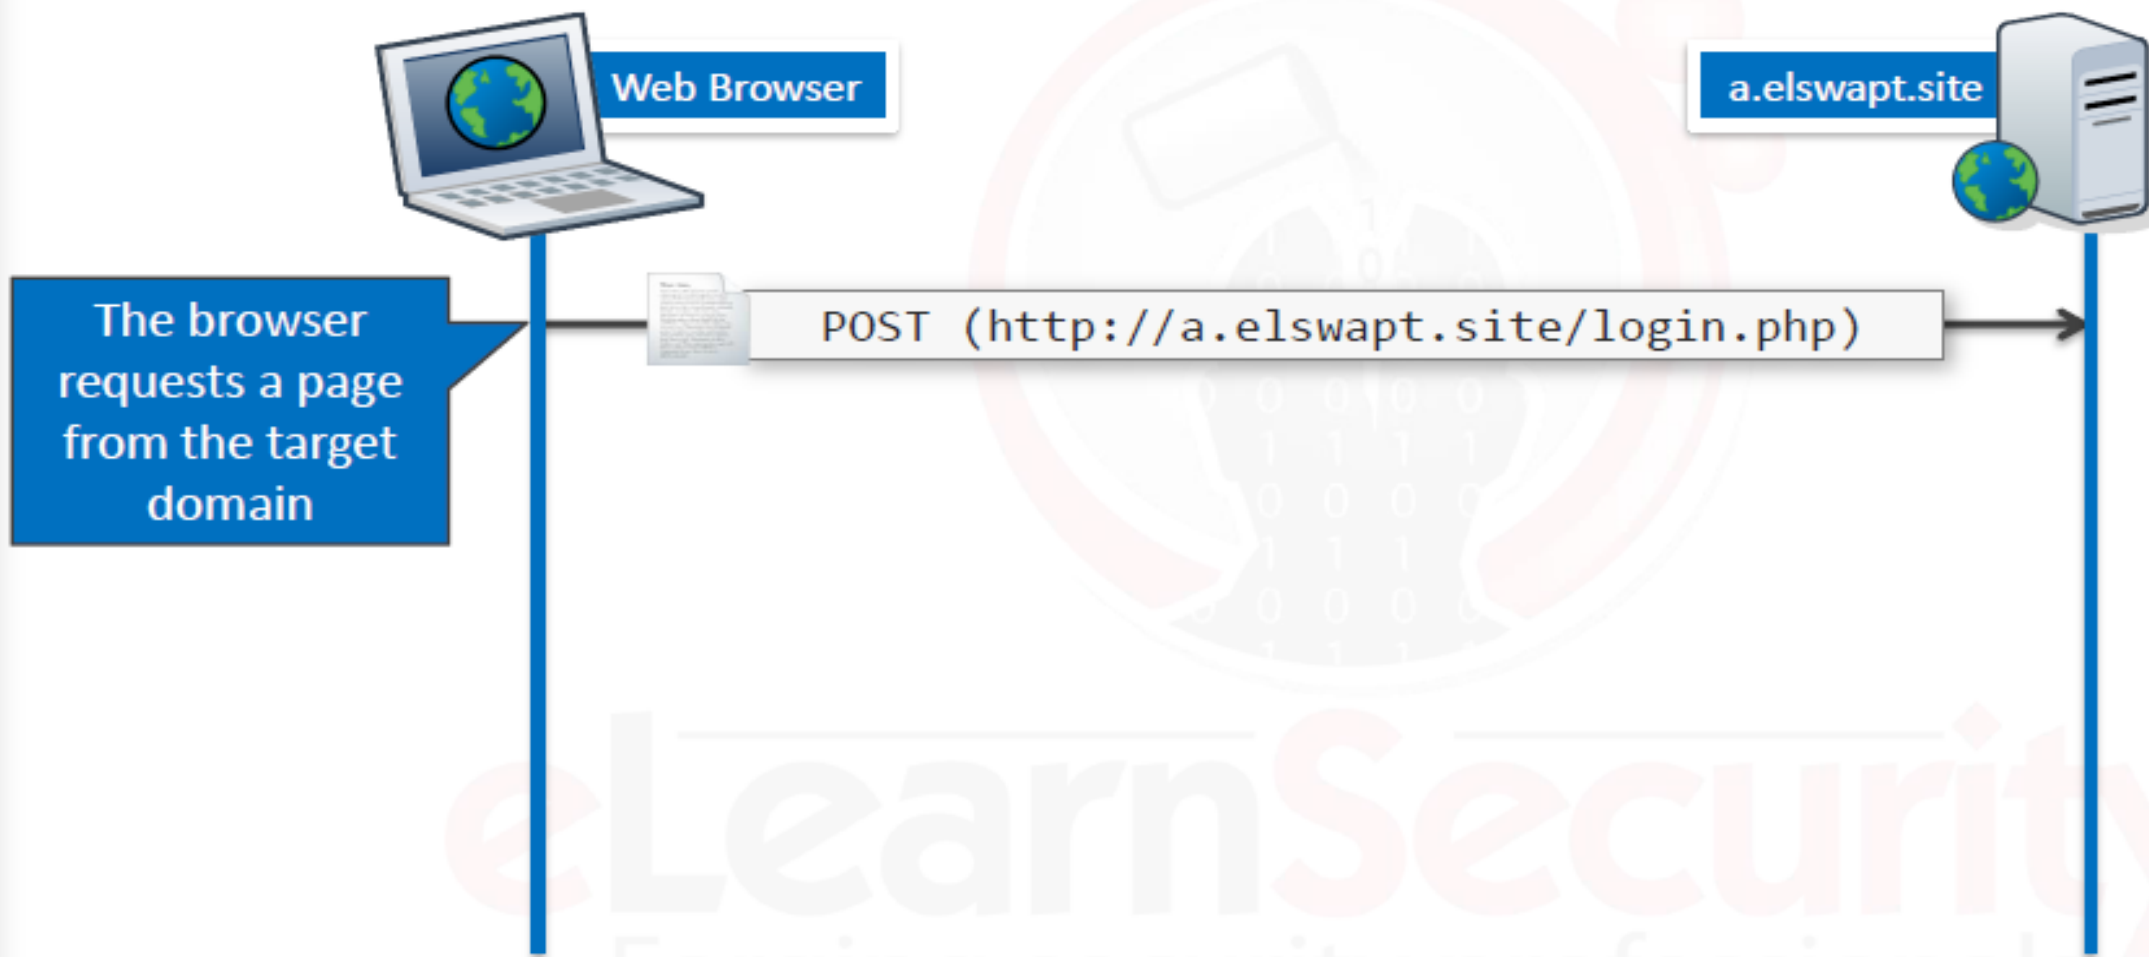 Web Browser
a.elswapt.site
The browser
requests a page
from the target
domain
POST (http://a.elswapt.site/login.php)
eLearnSecurity